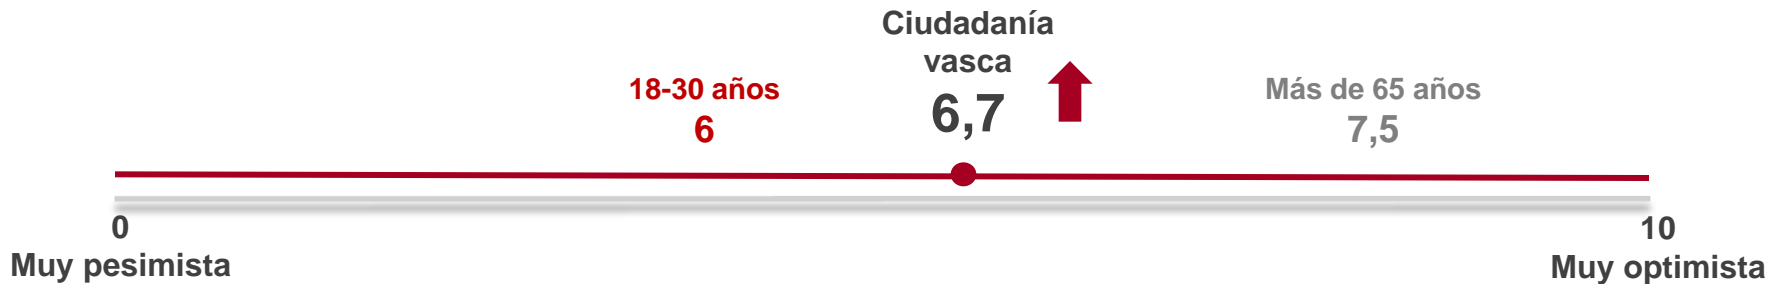 Ciudadanía
vasca
6,7
18-30 años
6
Más de 65 años
7,5
0
Muy pesimista
10
Muy optimista